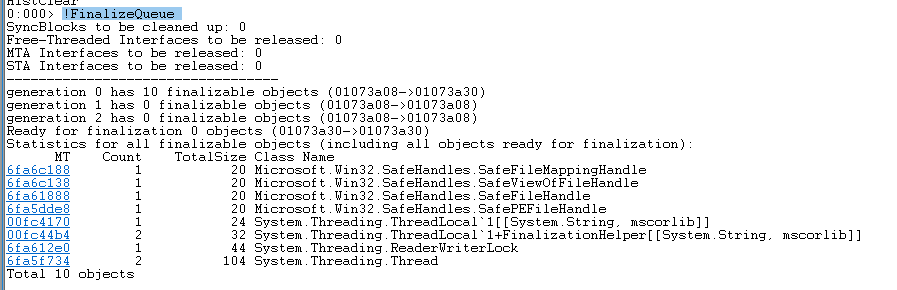 HistClear
0:000> !FinalizeQueue
SyncBlocks to be cleaned up: 0
Free-Threaded Interfaces to be released: 0
MTA Interfaces to be released: 0
STA Interfaces to be released: 0
----------------------------------
generation 0 has 10 finalizable objects (01073a08->01073a30)
generation 1 has 0 finalizable objects (01073a08->01073a08)
generation 2 has 0 finalizable objects (01073a08->01073a08)
Ready for finalization 0 objects (01073a30->01073a30)
Statistics for all finalizable objects (including all objects ready for finalization):
MT Count TotalSize Class Name
6fa6c188 1 20 Microsoft.Win32.SafeHandles.SafeFileMappingHandle
6fa6c138 1 20 Microsoft.Win32.SafeHandles.SafeViewOfFileHandle
6fa61888 1 20 Microsoft.Win32.SafeHandles.SafeFileHandle
6fa5dde8 1 20 Microsoft.Win32.SafeHandles.SafePEFileHandle
00fc4170 1 24 System.Threading.ThreadLocal`1[[System.String, mscorlib]]
00fc44b4 2 32 System.Threading.ThreadLocal`1+FinalizationHelper[[System.String, mscorlib]]
6fa612e0 1 44 System.Threading.ReaderWriterLock
6fa5f734 2 104 System.Threading.Thread
Total 10 objects